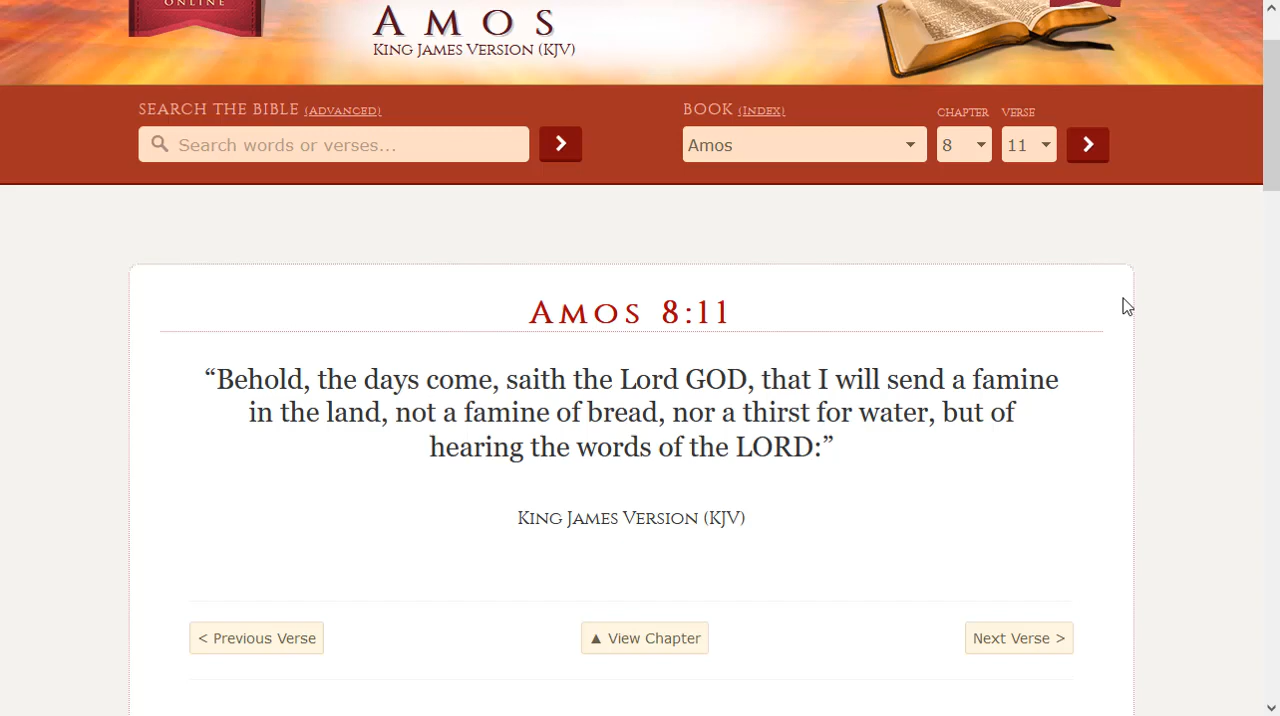 ONLINE
Amos
King James Version (KJV)
Search the Bible (Advanced)
Book (Index)
Chapter
Verse
Search words or verses...
Amos
8
11
Amos 8:11
“Behold, the days come, saith the Lord GOD, that I will send a famine
in the land, not a famine of bread, nor a thirst for water, but of
hearing the words of the LORD:”
King James Version (KJV)
< Previous Verse
▲ View Chapter
Next Verse >